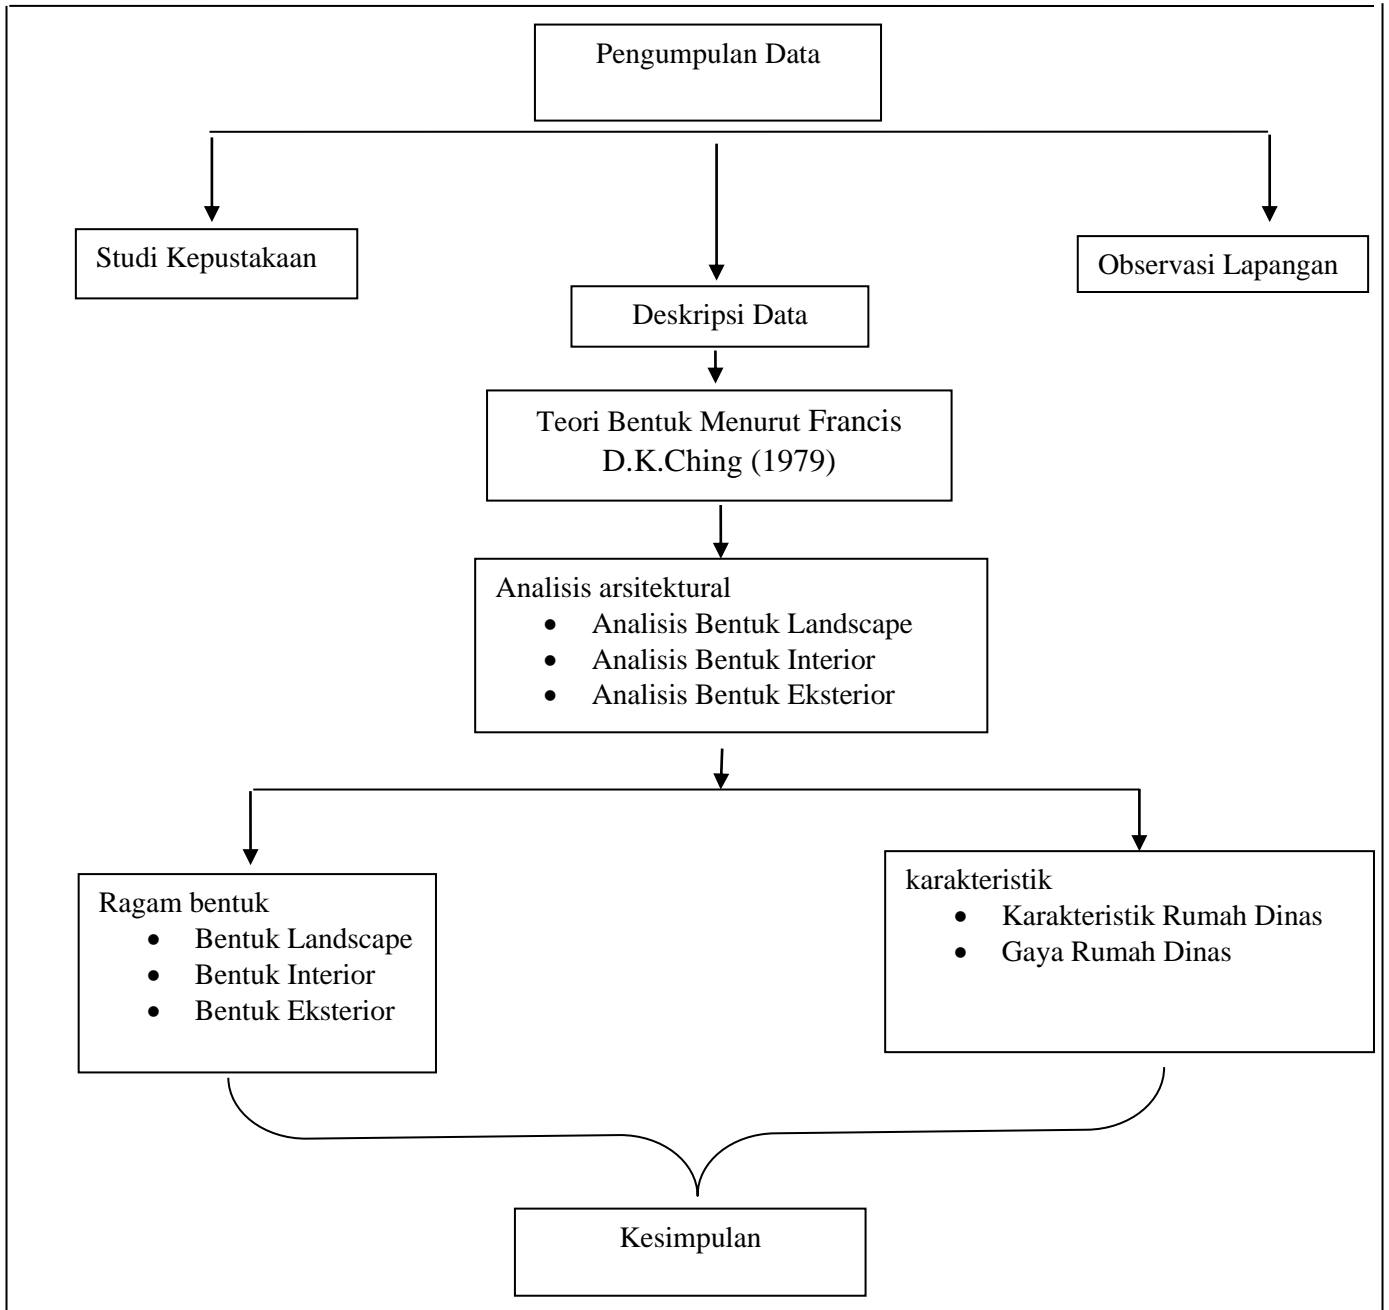 Pengumpulan Data
Studi Kepustakaan
Observasi Lapangan
Deskripsi Data
Teori Bentuk Menurut Francis
D.K.Ching (1979)
Analisis arsitektural
• Analisis Bentuk Landscape
• Analisis Bentuk Interior
• Analisis Bentuk Eksterior
Ragam bentuk
• Bentuk Landscape
• Bentuk Interior
• Bentuk Eksterior
karakteristik
• Karakteristik Rumah Dinas
• Gaya Rumah Dinas
Kesimpulan